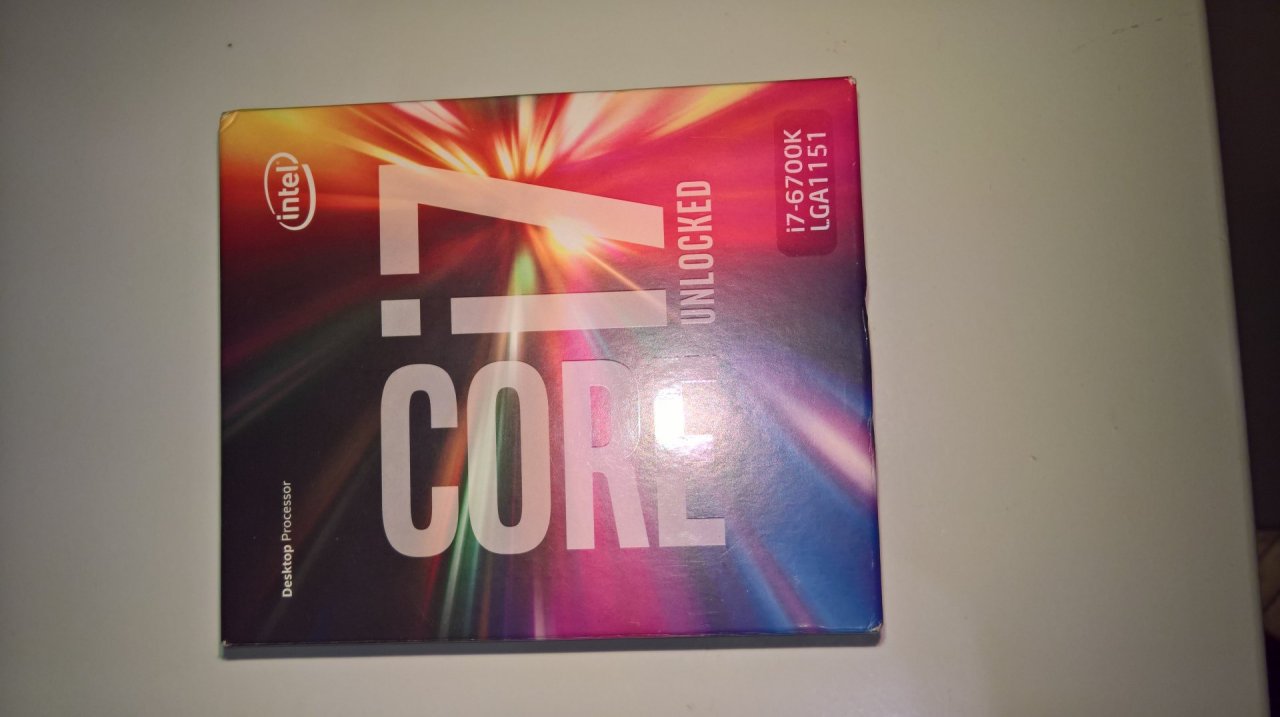 Desktop Processor
intel
CORE i7
UNLOCKED
i7-6700K
LGA1151